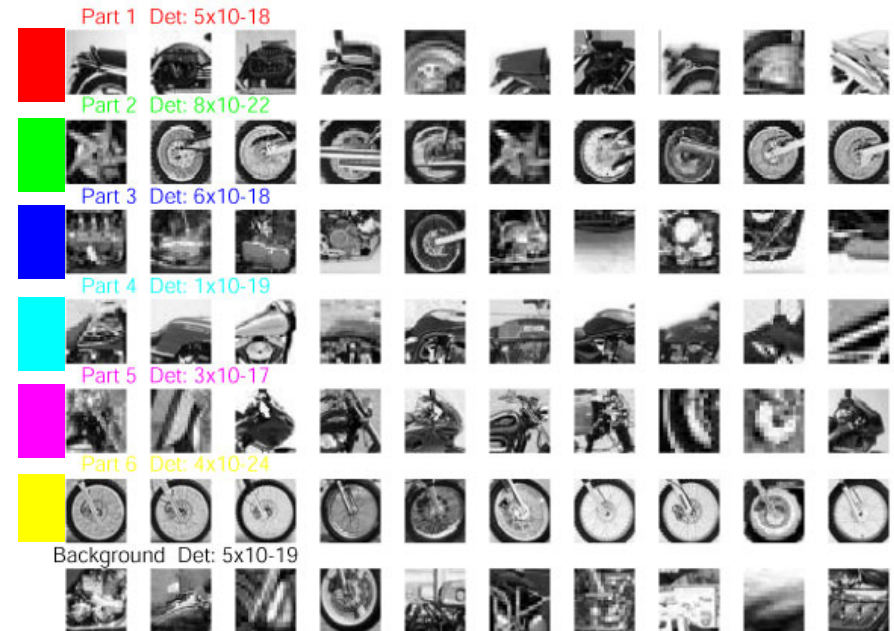 Part 1 Det: 5x10-18
Part 2 Det: 8x10-22
Part 3 Det: 6x10-18
Part 4 Det: 1x10-19
Part 5 Det: 3x10-17
Part 6 Det: 4x10-24
Background Det: 5x10-19